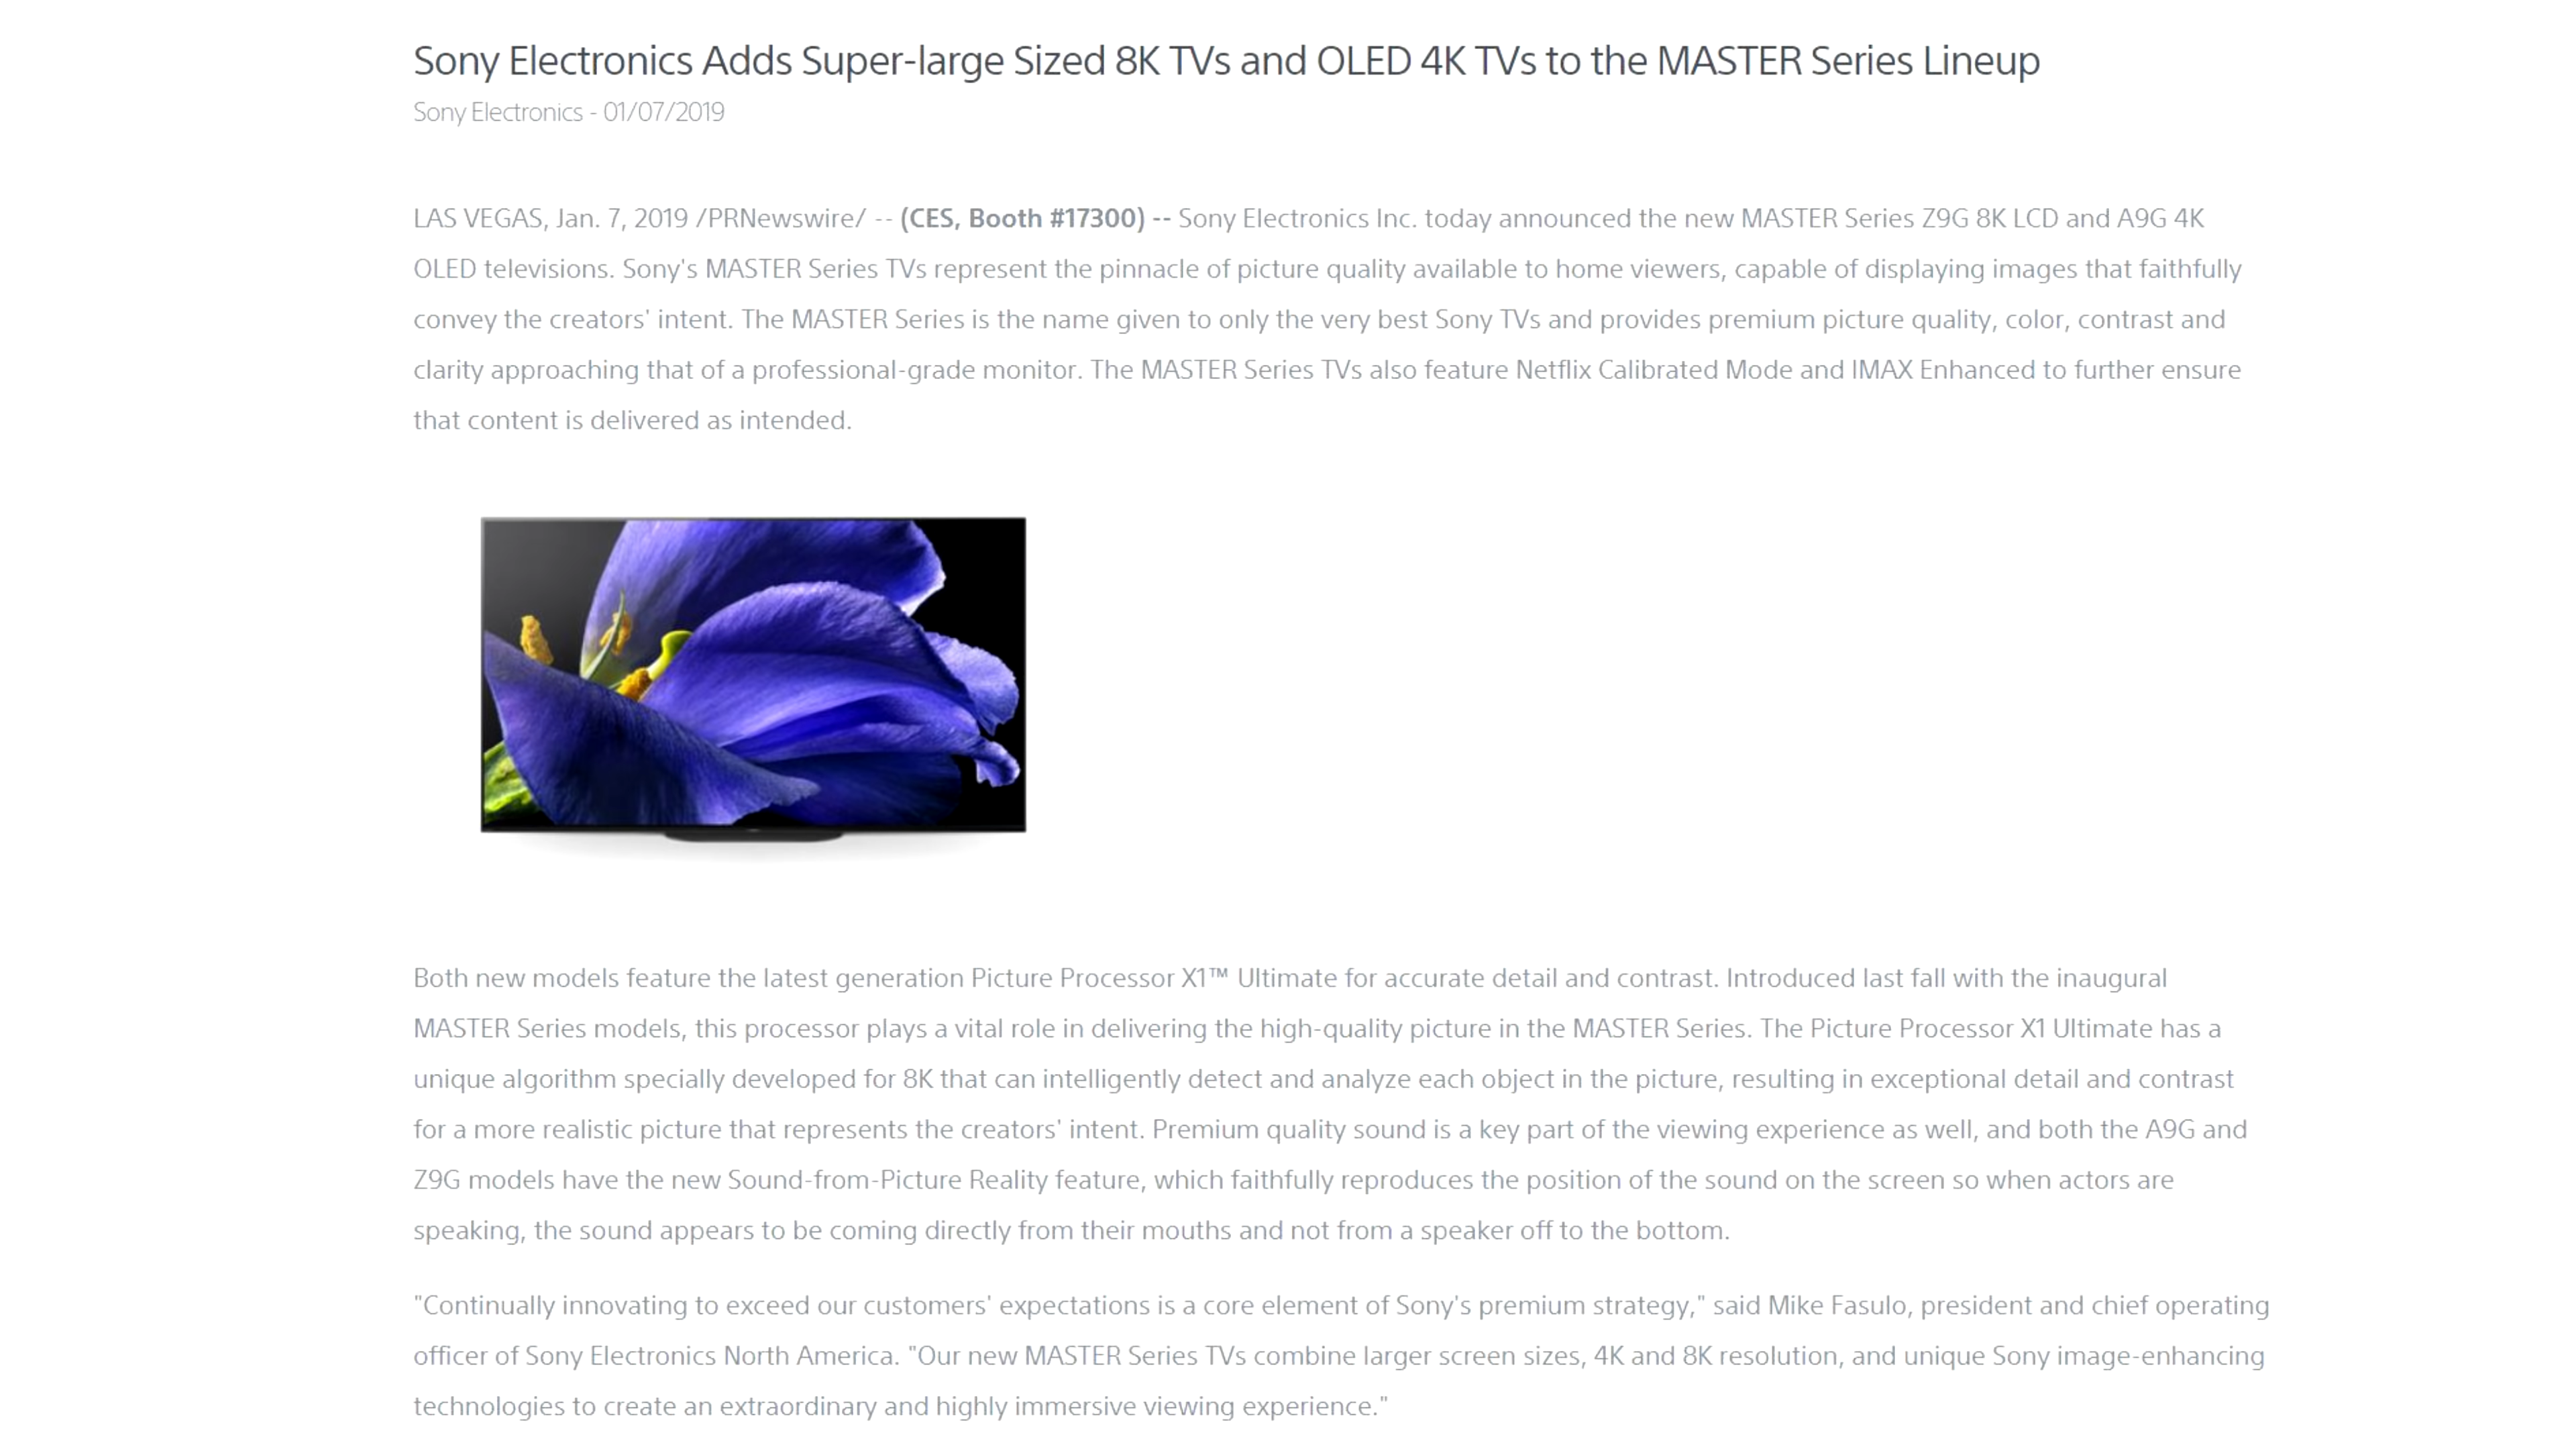 Sony Electronics Adds Super-large Sized 8K TVs and OLED 4K TVs to the MASTER Series Lineup
Sony Electronics - 01/07/2019
LAS VEGAS, Jan. 7, 2019 /PRNewswire/ -- (CES, Booth #17300) -- Sony Electronics Inc. today announced the new MASTER Series Z9G 8K LCD and A9G 4K
OLED televisions. Sony's MASTER Series TVs represent the pinnacle of picture quality available to home viewers, capable of displaying images that faithfully
convey the creators' intent. The MASTER Series is the name given to only the very best Sony TVs and provides premium picture quality, color, contrast and
clarity approaching that of a professional-grade monitor. The MASTER Series TVs also feature Netflix Calibrated Mode and IMAX Enhanced to further ensure
that content is delivered as intended.
Both new models feature the latest generation Picture Processor X1™ Ultimate for accurate detail and contrast. Introduced last fall with the inaugural
MASTER Series models, this processor plays a vital role in delivering the high-quality picture in the MASTER Series. The Picture Processor X1 Ultimate has a
unique algorithm specially developed for 8K that can intelligently detect and analyze each object in the picture, resulting in exceptional detail and contrast
for a more realistic picture that represents the creators' intent. Premium quality sound is a key part of the viewing experience as well, and both the A9G and
Z9G models have the new Sound-from-Picture Reality feature, which faithfully reproduces the position of the sound on the screen so when actors are
speaking, the sound appears to be coming directly from their mouths and not from a speaker off to the bottom.
"Continually innovating to exceed our customers' expectations is a core element of Sony's premium strategy," said Mike Fasulo, president and chief operating
officer of Sony Electronics North America. "Our new MASTER Series TVs combine larger screen sizes, 4K and 8K resolution, and unique Sony image-enhancing
technologies to create an extraordinary and highly immersive viewing experience."